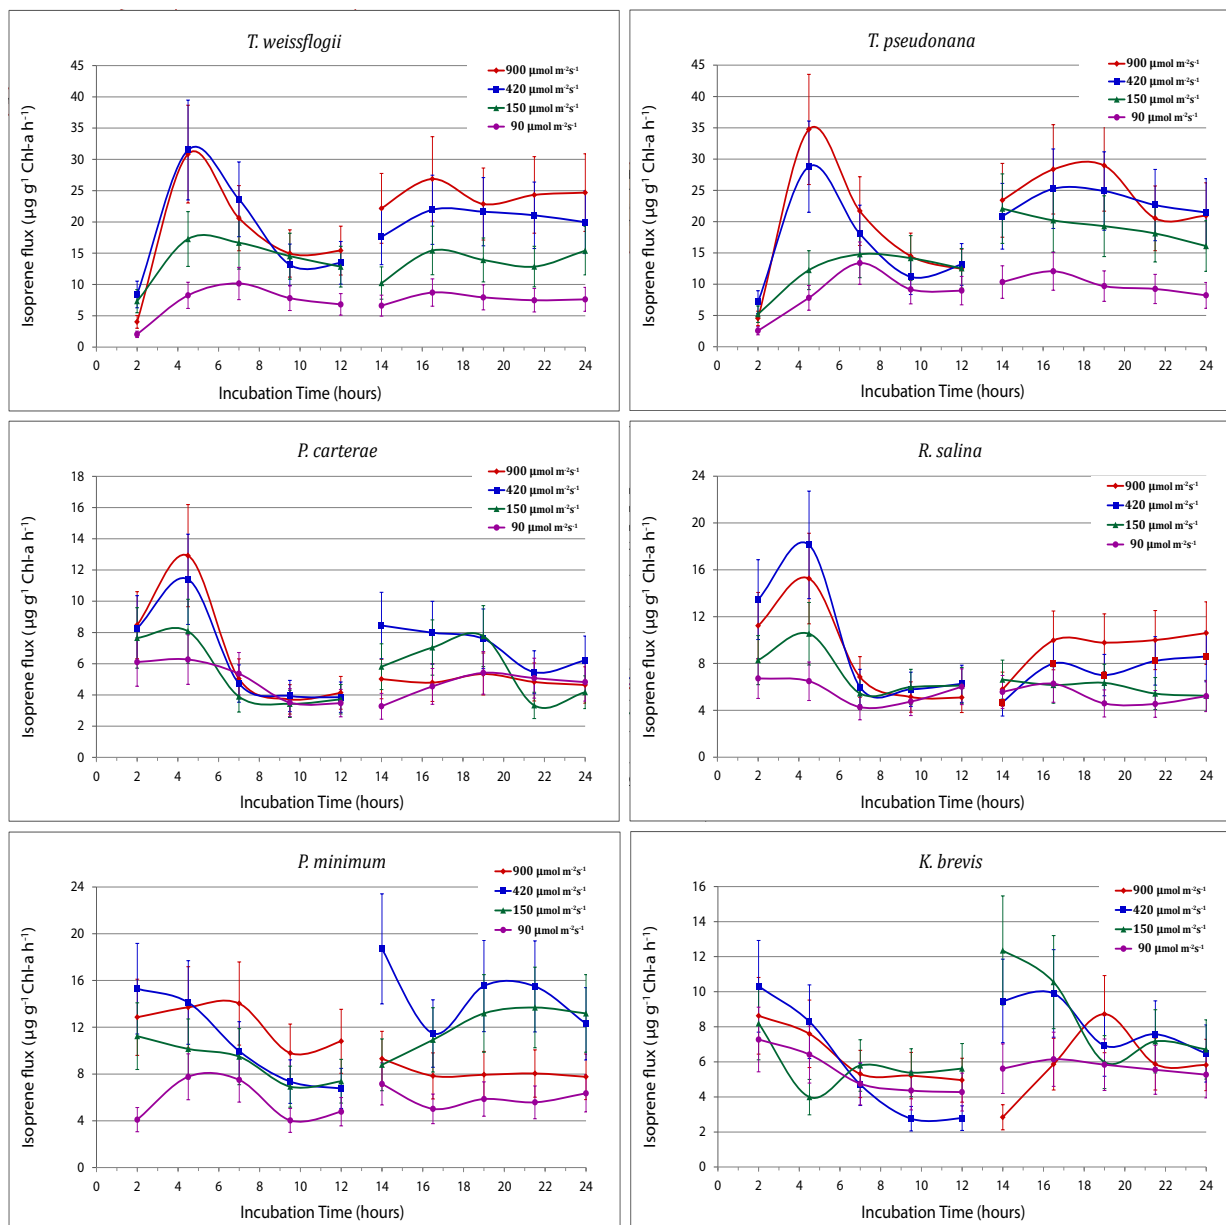 T. weissflogii
45
40
35
30
25
20
15
10
5
0
0 2 4 6 8 10 12 14 16 18 20 22 24
Isoprene flux (µg g¹ Chl-a h⁻¹)
Incubation Time (hours)
900 µmol m⁻²s⁻¹
420 µmol m⁻²s⁻¹
150 µmol m⁻²s⁻¹
90 µmol m⁻²s⁻¹
T. pseudonana
45
40
35
30
25
20
15
10
5
0
0 2 4 6 8 10 12 14 16 18 20 22 24
Isoprene flux (µg g¹ Chl-a h⁻¹)
Incubation Time (hours)
900 µmol m⁻²s⁻¹
420 µmol m⁻²s⁻¹
150 µmol m⁻²s⁻¹
90 µmol m⁻²s⁻¹
P. carterae
18
16
14
12
10
8
6
4
2
0
0 2 4 6 8 10 12 14 16 18 20 22 24
Isoprene flux (µg g¹ Chl-a h⁻¹)
Incubation Time (hours)
900 µmol m⁻²s⁻¹
420 µmol m⁻²s⁻¹
150 µmol m⁻²s⁻¹
90 µmol m⁻²s⁻¹
R. salina
24
20
16
12
8
4
0
0 2 4 6 8 10 12 14 16 18 20 22 24
Isoprene flux (µg g¹ Chl-a h⁻¹)
Incubation Time (hours)
900 µmol m⁻²s⁻¹
420 µmol m⁻²s⁻¹
150 µmol m⁻²s⁻¹
90 µmol m⁻²s⁻¹
P. minimum
24
20
16
12
8
4
0
0 2 4 6 8 10 12 14 16 18 20 22 24
Isoprene flux (µg g¹ Chl-a h⁻¹)
Incubation Time (hours)
900 µmol m⁻²s⁻¹
420 µmol m⁻²s⁻¹
150 µmol m⁻²s⁻¹
90 µmol m⁻²s⁻¹
K. brevis
16
14
12
10
8
6
4
2
0
0 2 4 6 8 10 12 14 16 18 20 22 24
Isoprene flux (µg g¹ Chl-a h⁻¹)
Incubation Time (hours)
900 µmol m⁻²s⁻¹
420 µmol m⁻²s⁻¹
150 µmol m⁻²s⁻¹
90 µmol m⁻²s⁻¹